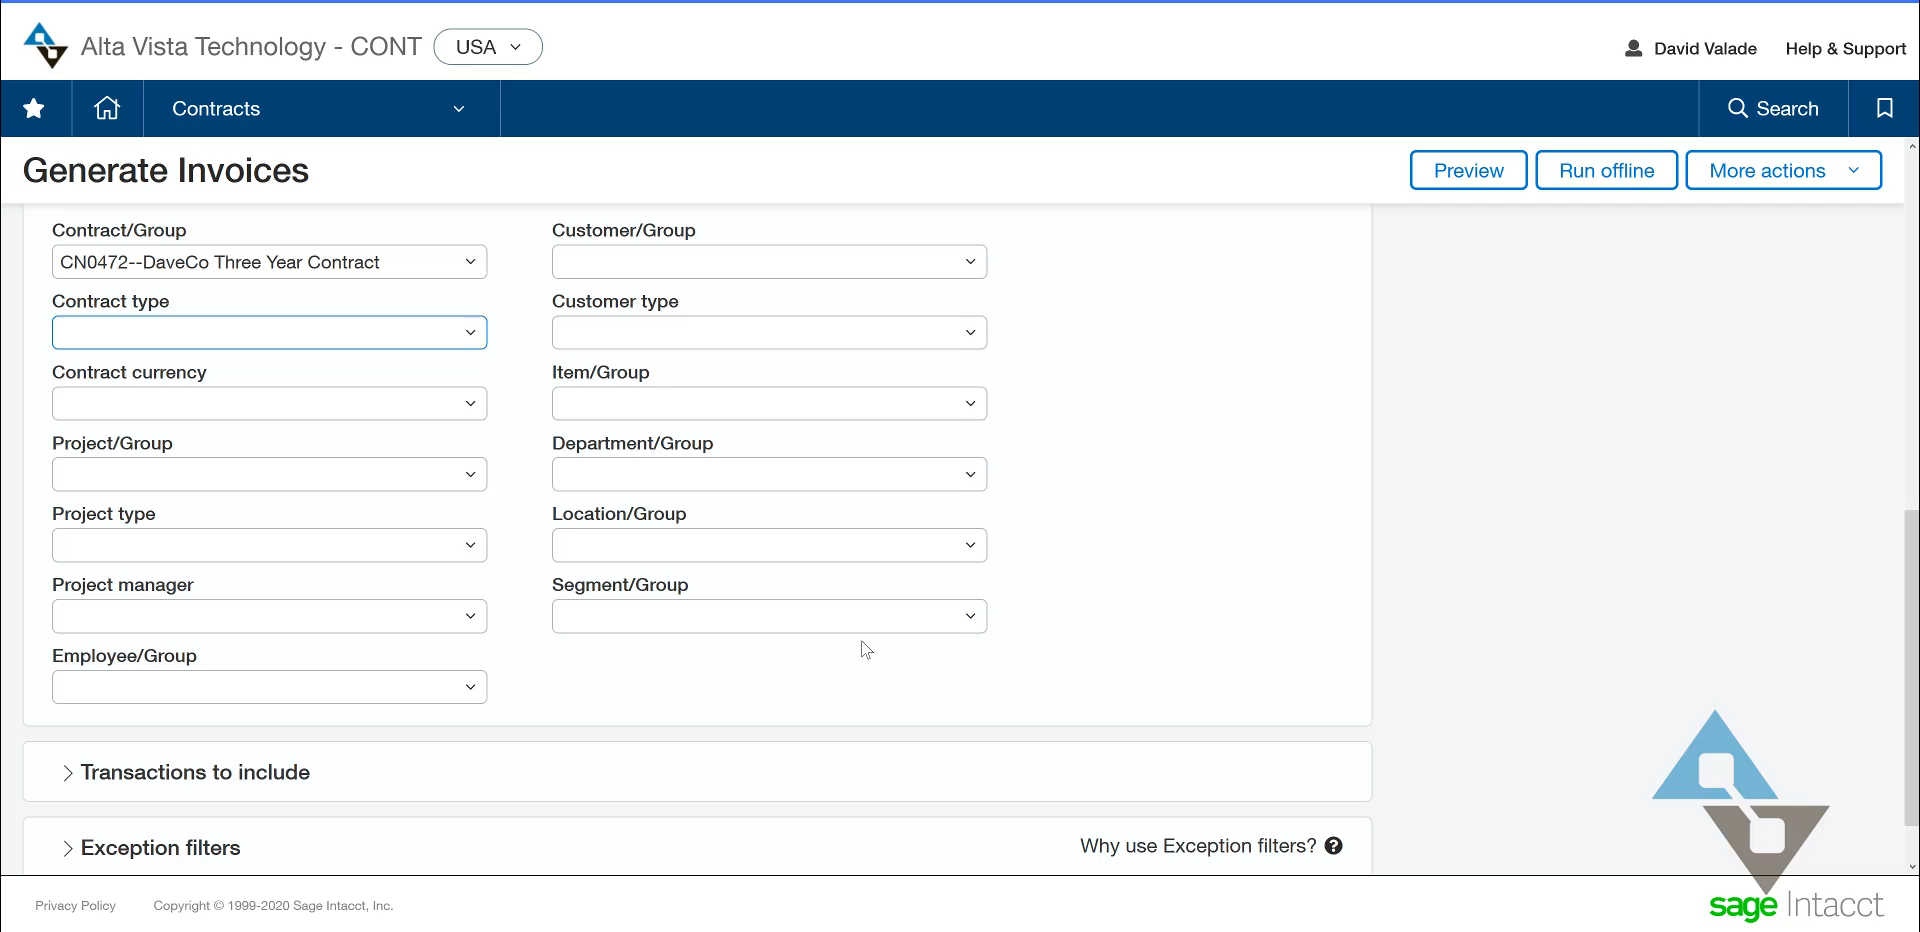 Alta Vista Technology - CONT USA
David Valade Help & Support
Contracts
Search
Generate Invoices
Preview Run offline More actions
Contract/Group Customer/Group
CN0472--DaveCo Three Year Contract
Contract type Customer type
Contract currency Item/Group
Project/Group Department/Group
Project type Location/Group
Project manager Segment/Group
Employee/Group
Transactions to include
Exception filters Why use Exception filters? ?
Privacy Policy Copyright © 1999-2020 Sage Intacct, Inc.
sage Intacct